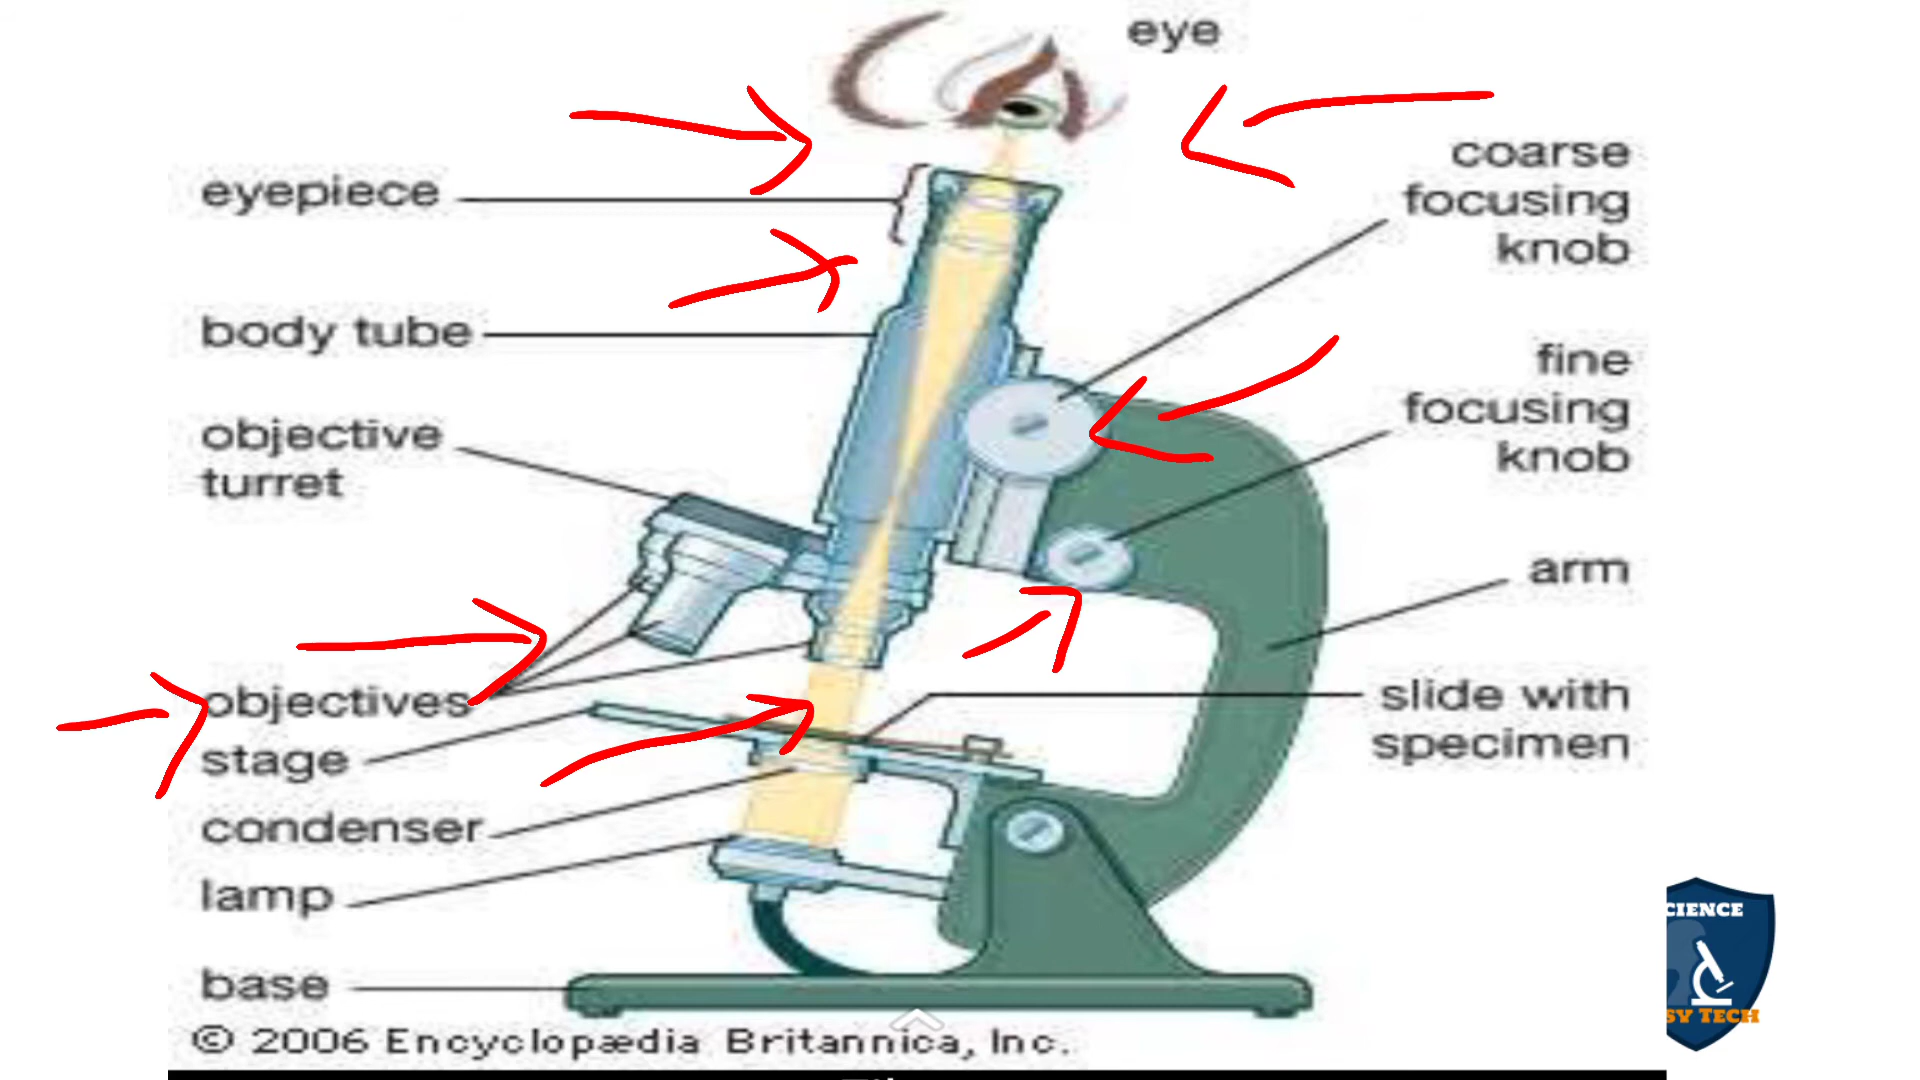 eye
eyepiece
body tube
objective
turret
objectives
stage
condenser
lamp
base
coarse
focusing
knob
fine
focusing
knob
arm
slide with
specimen
© 2006 Encyclopædia Britannica, Inc.
CIENCE
SY TECH